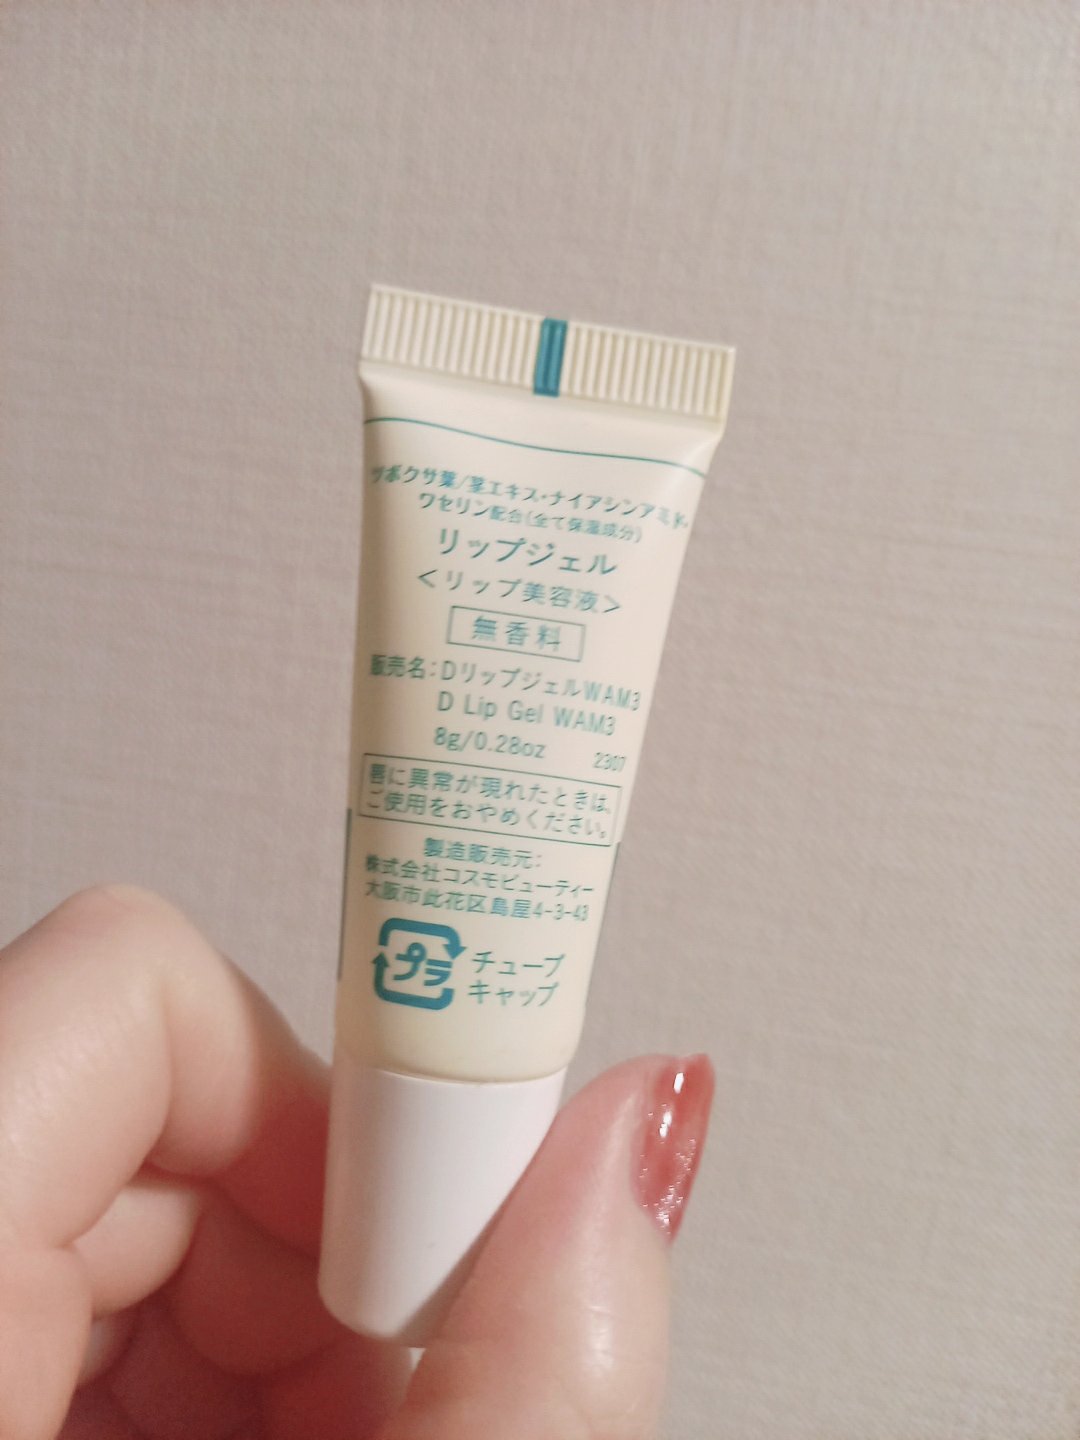 ツボクサ葉/茎エキス・ナイアシンアミド・
ワセリン配合(全て保湿成分)
リップジェル
<リップ美容液>
無香料
販売名:DリップジェルWAM3
D Lip Gel WAM3
8g/0.28oz 2307
唇に異常が現れたときは、
ご使用をおやめください。
製造販売元:
株式会社コスモビューティー
大阪市此花区島屋4-3-43
プラ チューブ
キャップ